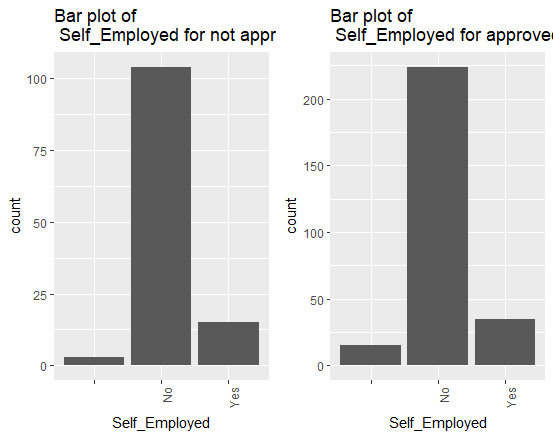 Bar plot of
Self_Employed for not appr
count
100
75
50
25
0
No
Yes
Self_Employed
Bar plot of
Self_Employed for approved
count
200
150
100
50
0
No
Yes
Self_Employed